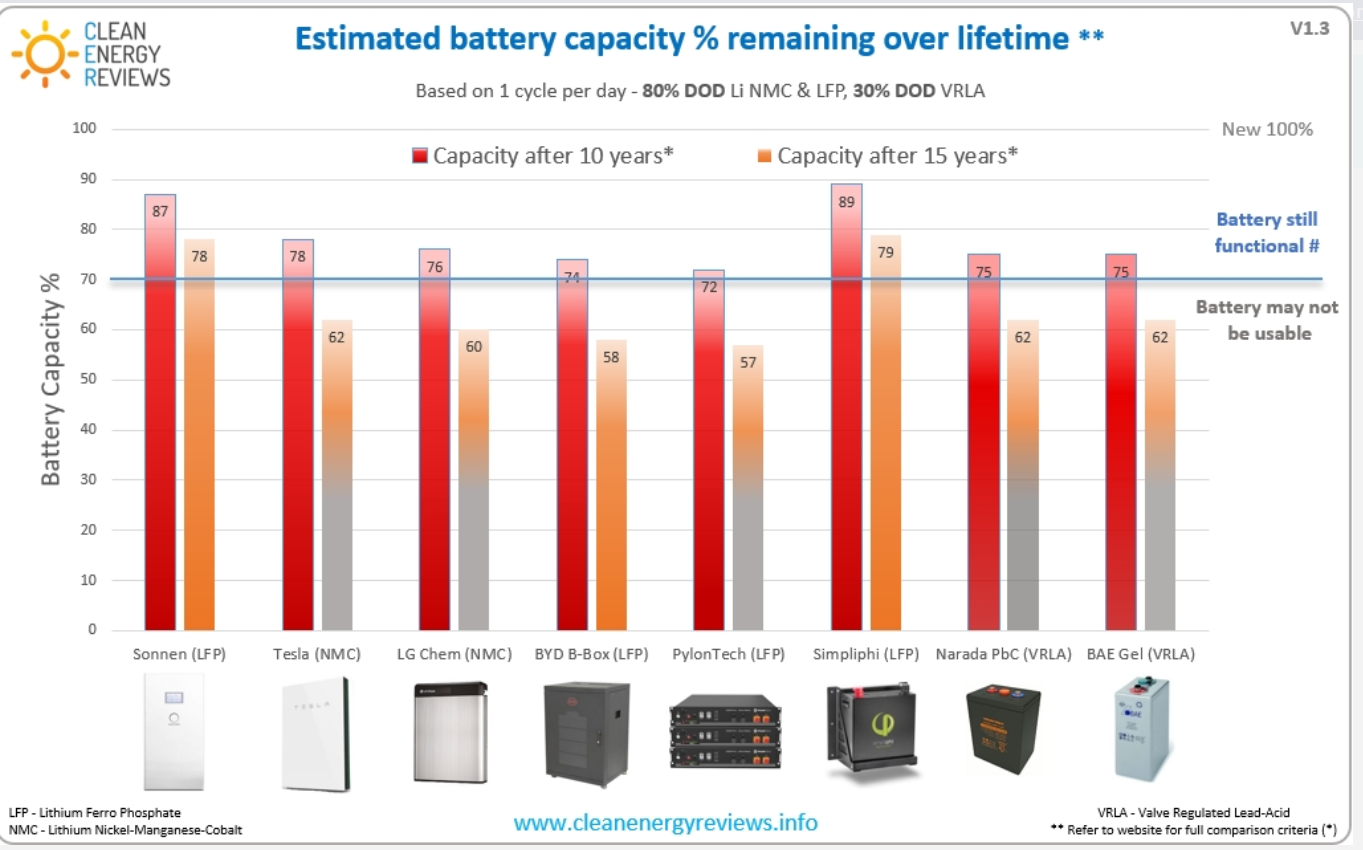 CLEAN
ENERGY
REVIEWS
Estimated battery capacity % remaining over lifetime **
V1.3
Based on 1 cycle per day - 80% DOD Li NMC & LFP, 30% DOD VRLA
100
New 100%
Capacity after 10 years*
Capacity after 15 years*
90
80
70
60
50
40
30
20
10
0
Battery Capacity %
87
78
78
62
76
60
74
58
72
57
89
79
75
62
75
62
Battery still
functional #
Battery may not
be usable
Sonnen (LFP)
Tesla (NMC)
LG Chem (NMC)
BYD B-Box (LFP)
PylonTech (LFP)
Simpliphi (LFP)
Narada PbC (VRLA)
BAE Gel (VRLA)
TESLA
BAE
LFP - Lithium Ferro Phosphate
NMC - Lithium Nickel-Manganese-Cobalt
www.cleanenergyreviews.info
VRLA - Valve Regulated Lead-Acid
** Refer to website for full comparison criteria (*)